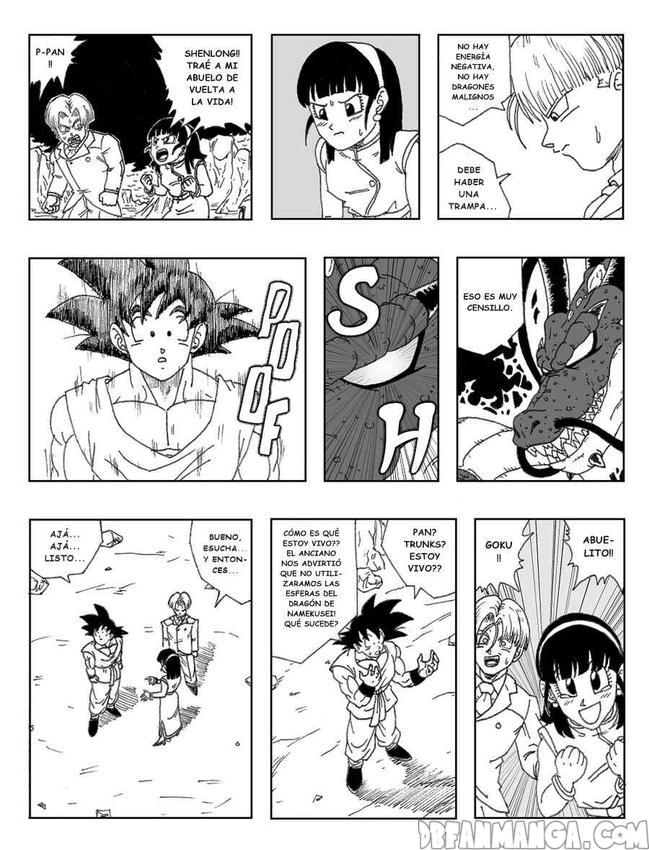 P-PAN
!!
SHENLONG!!
TRAÉ A MI
ABUELO DE
VUELTA A
LA VIDA!
NO HAY
ENERGÍA
NEGATIVA,
NO HAY
DRAGONES
MALIGNOS
...
DEBE
HABER
UNA
TRAMPA...
POOF
S
H
ESO ES MUY
CENSILLO.
AJÁ...
AJÁ...
LISTO...
BUENO,
ESUCHA...
Y ENTON-
CES...
CÓMO ES QUÉ
ESTOY VIVO??
EL ANCIANO
NOS ADVIRTIÓ
QUE NO UTILI-
ZARAMOS LAS
ESFERAS DEL
DRAGÓN DE
NAMEKUSEI!
QUÉ SUCEDE?
PAN?
TRUNKS?
ESTOY
VIVO??
GOKU
!!
ABUE-
LITO!!
DBFANMANGA.COM